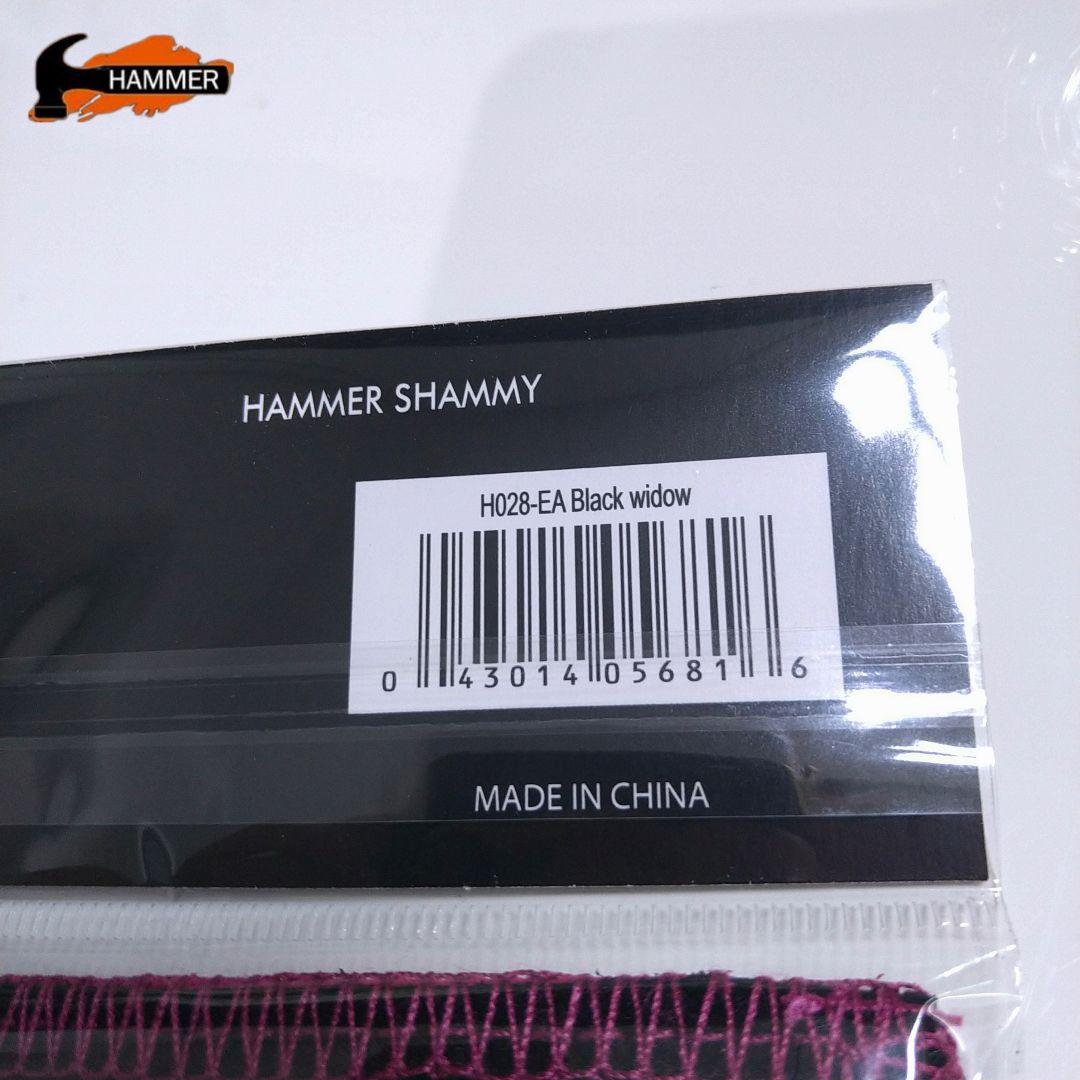 HAMMER
HAMMER SHAMMY
H028-EA Black widow
0 43014 05681 6
MADE IN CHINA